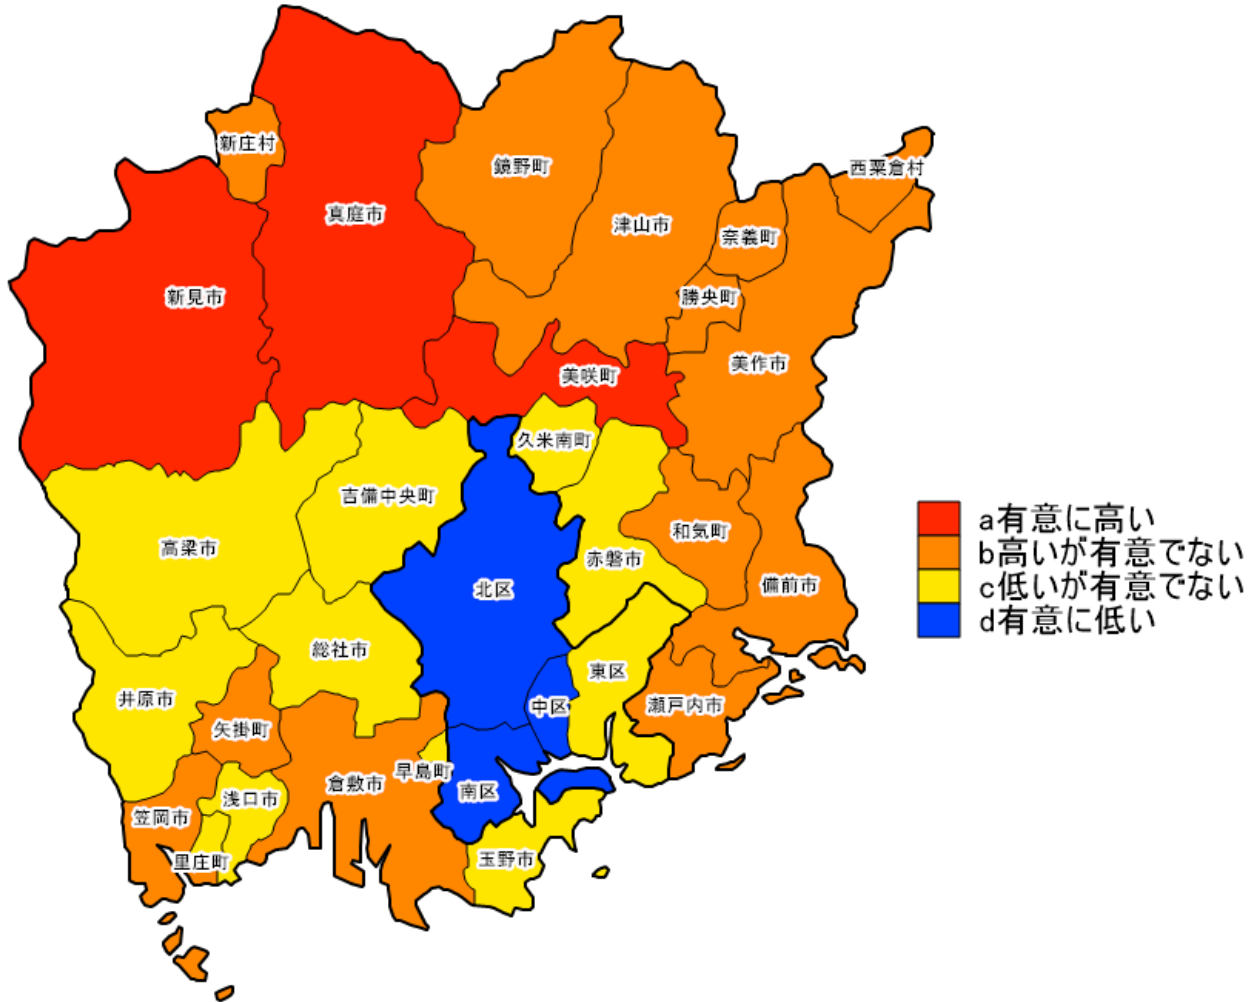 新庄村
鏡野町
西粟倉村
真庭市
津山市
奈義町
新見市
勝央町
美作市
美咲町
久米南町
吉備中央町
a有意に高い
和気町
高梁市
b高いが有意でない
赤磐市
備前市
c低いが有意でない
北区
d有意に低い
総社市
東区
井原市
中区
瀬戸内市
矢掛町
早島町
倉敷市
南区
浅口市
笠岡市
里庄町
玉野市